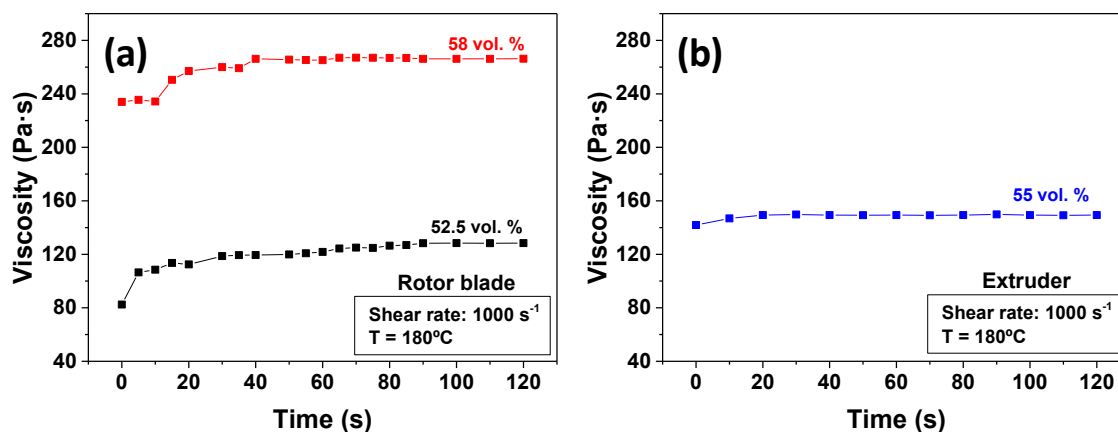 (a)
58 vol. %
52.5 vol. %
Rotor blade
Shear rate: 1000 s⁻¹
T = 180ºC
Viscosity (Pa·s)
280
240
200
160
120
80
40
0 20 40 60 80 100 120
Time (s)
(b)
55 vol. %
Extruder
Shear rate: 1000 s⁻¹
T = 180ºC
Viscosity (Pa·s)
280
240
200
160
120
80
40
0 20 40 60 80 100 120
Time (s)